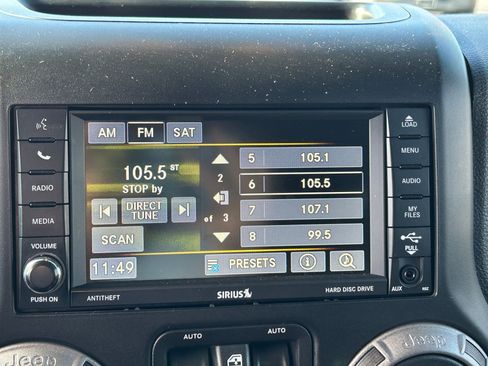 AM FM SAT
LOAD
105.5 ST
STOP by
DIRECT
TUNE
SCAN
11:49
2
of 3
5 105.1
6 105.5
7 107.1
8 99.5
PRESETS
RADIO
MEDIA
VOLUME
PUSH ON
MENU
AUDIO
MY
FILES
PULL
AUX
ANTITHEFT
SIRIUS
HARD DISC DRIVE
AUTO
AUTO
Jeep
Jeep